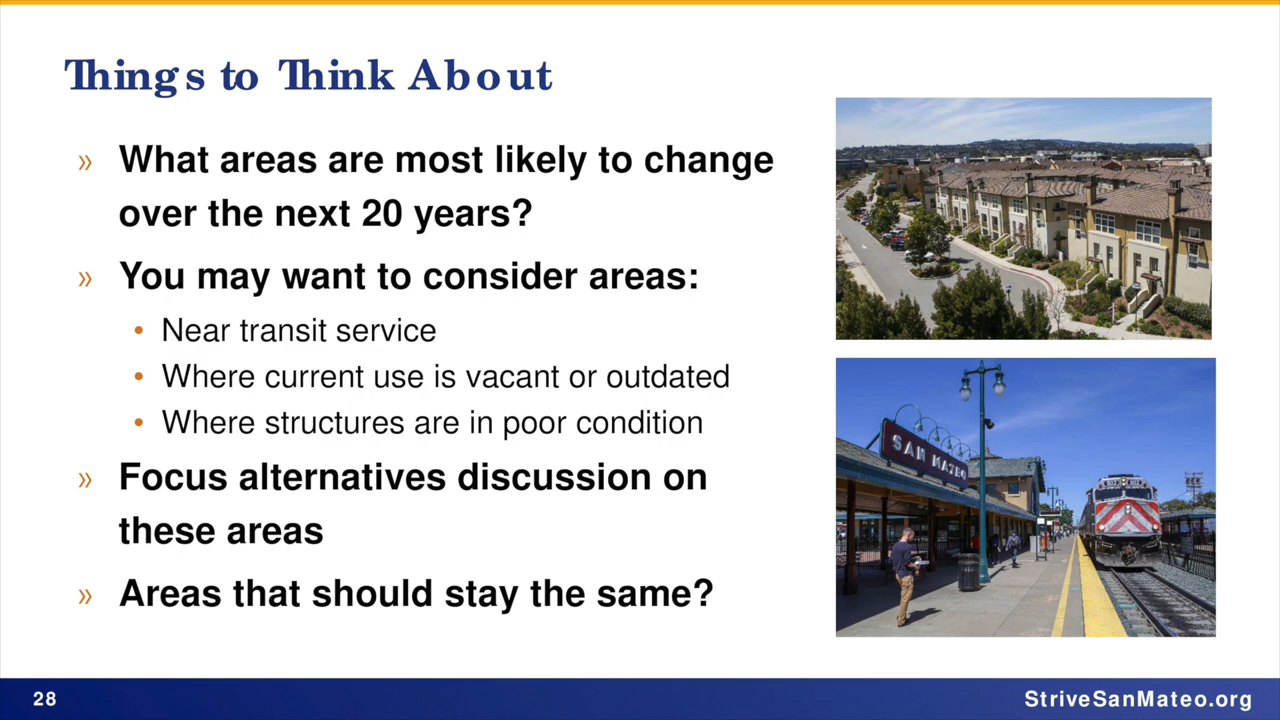 Things to Think About
» What areas are most likely to change
over the next 20 years?
» You may want to consider areas:
• Near transit service
• Where current use is vacant or outdated
• Where structures are in poor condition
» Focus alternatives discussion on
these areas
» Areas that should stay the same?
SAN MATEO
28
StriveSanMateo.org